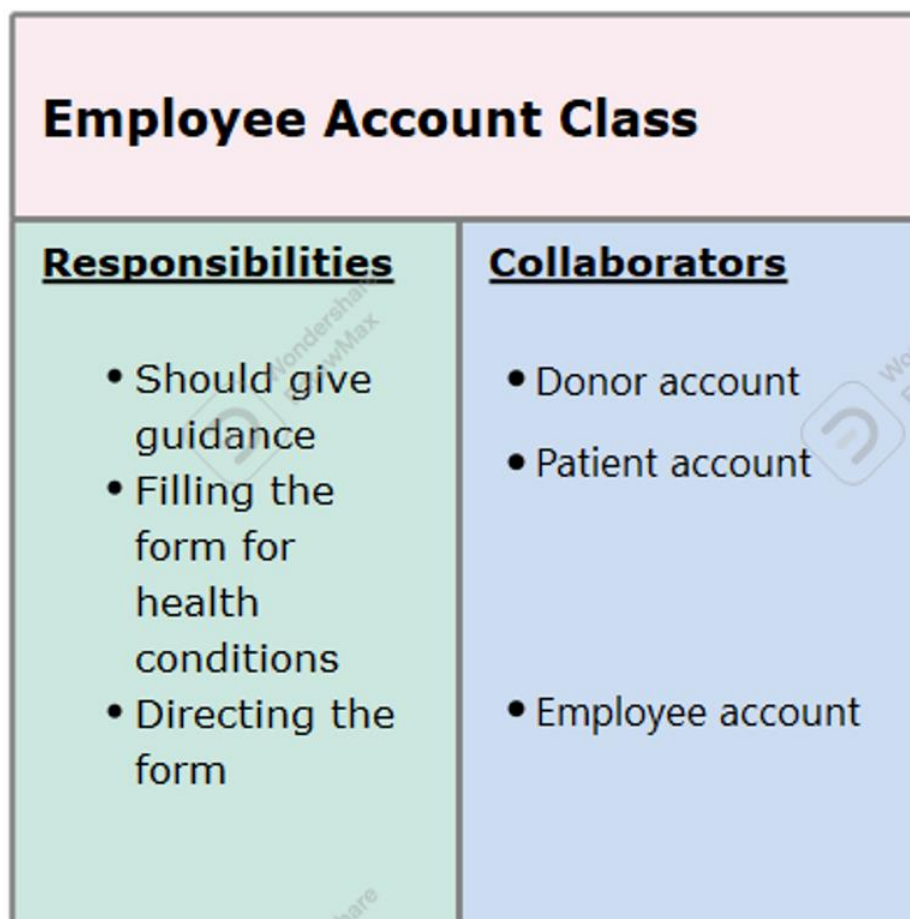 Employee Account Class
Responsibilities
• Should give
guidance
• Filling the
form for
health
conditions
• Directing the
form
Collaborators
• Donor account
• Patient account
• Employee account
Wondershare